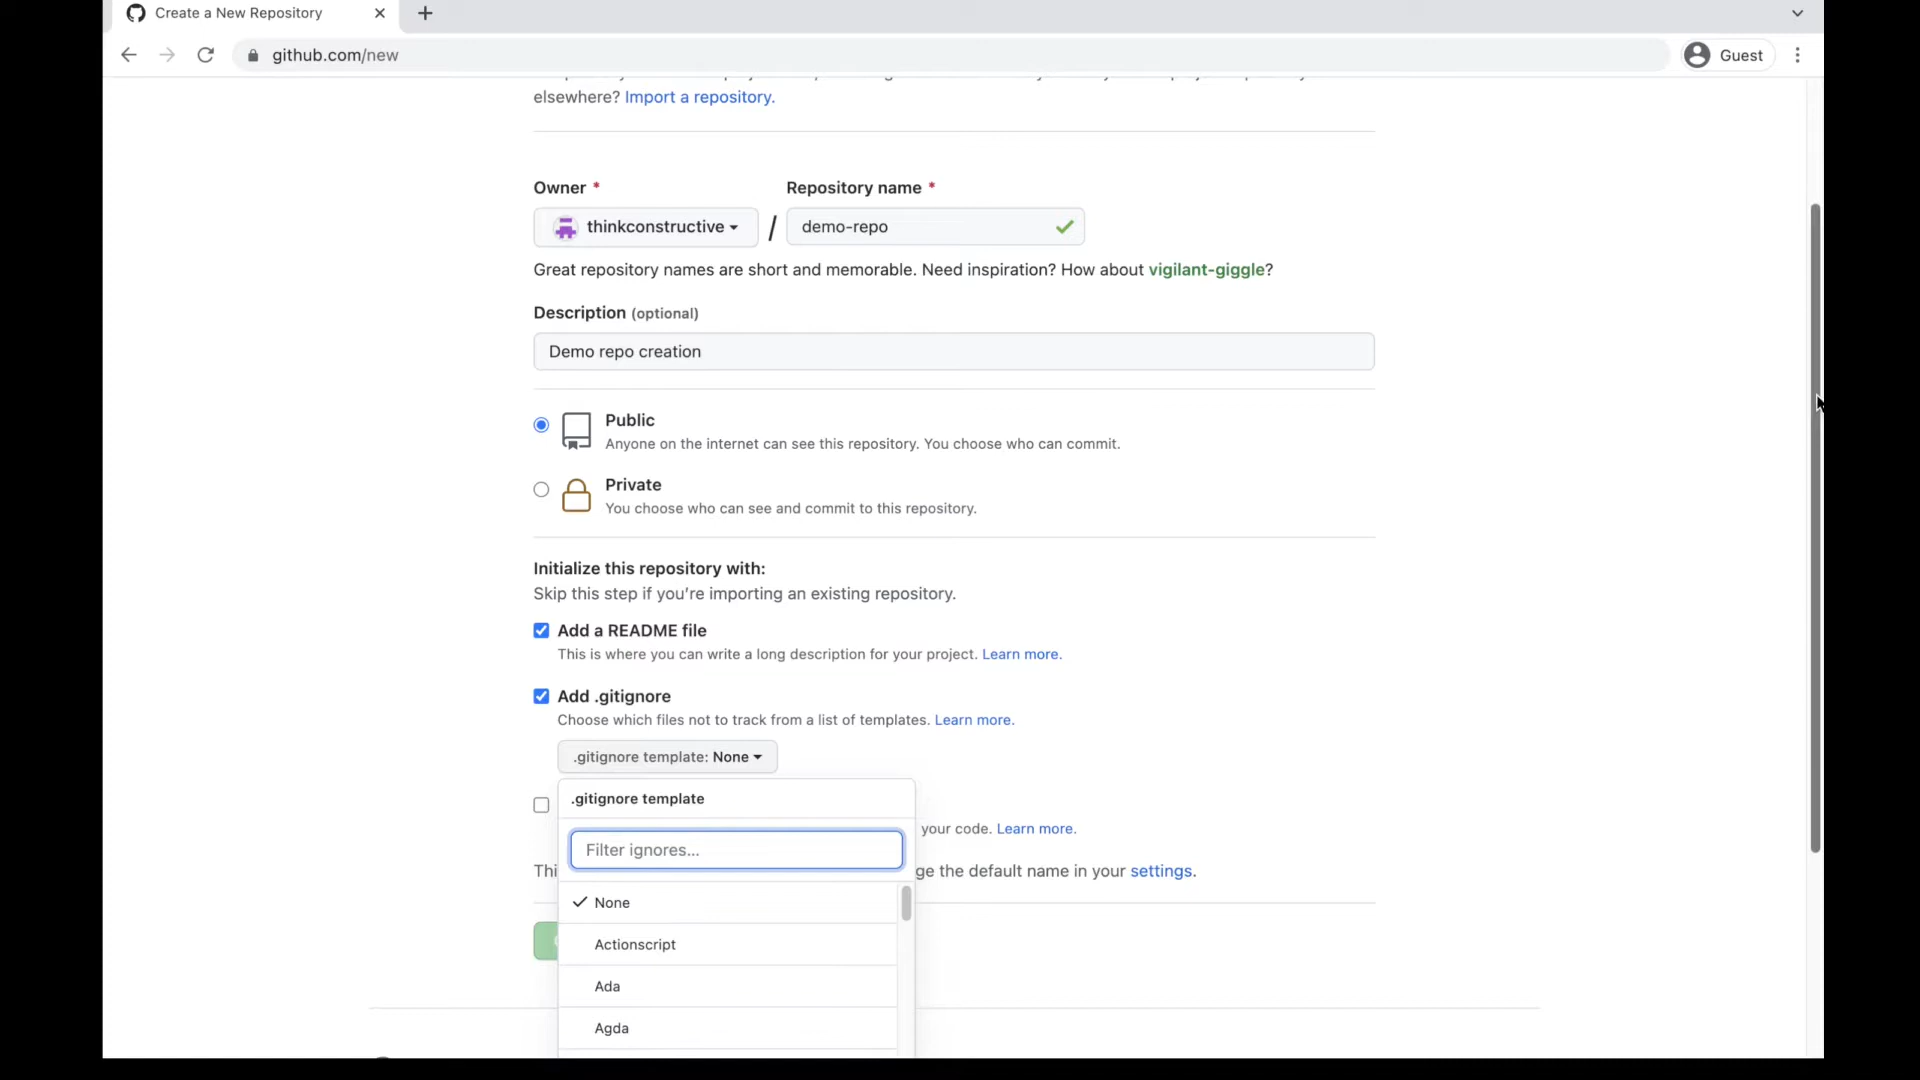 Create a New Repository
github.com/new
Guest
elsewhere? Import a repository.
Owner * Repository name *
thinkconstructive / demo-repo
Great repository names are short and memorable. Need inspiration? How about vigilant-giggle?
Description (optional)
Demo repo creation
Public
Anyone on the internet can see this repository. You choose who can commit.
Private
You choose who can see and commit to this repository.
Initialize this repository with:
Skip this step if you're importing an existing repository.
Add a README file
This is where you can write a long description for your project. Learn more.
Add .gitignore
Choose which files not to track from a list of templates. Learn more.
.gitignore template: None
.gitignore template
your code. Learn more.
Filter ignores...
the default name in your settings.
None
Actionscript
Ada
Agda